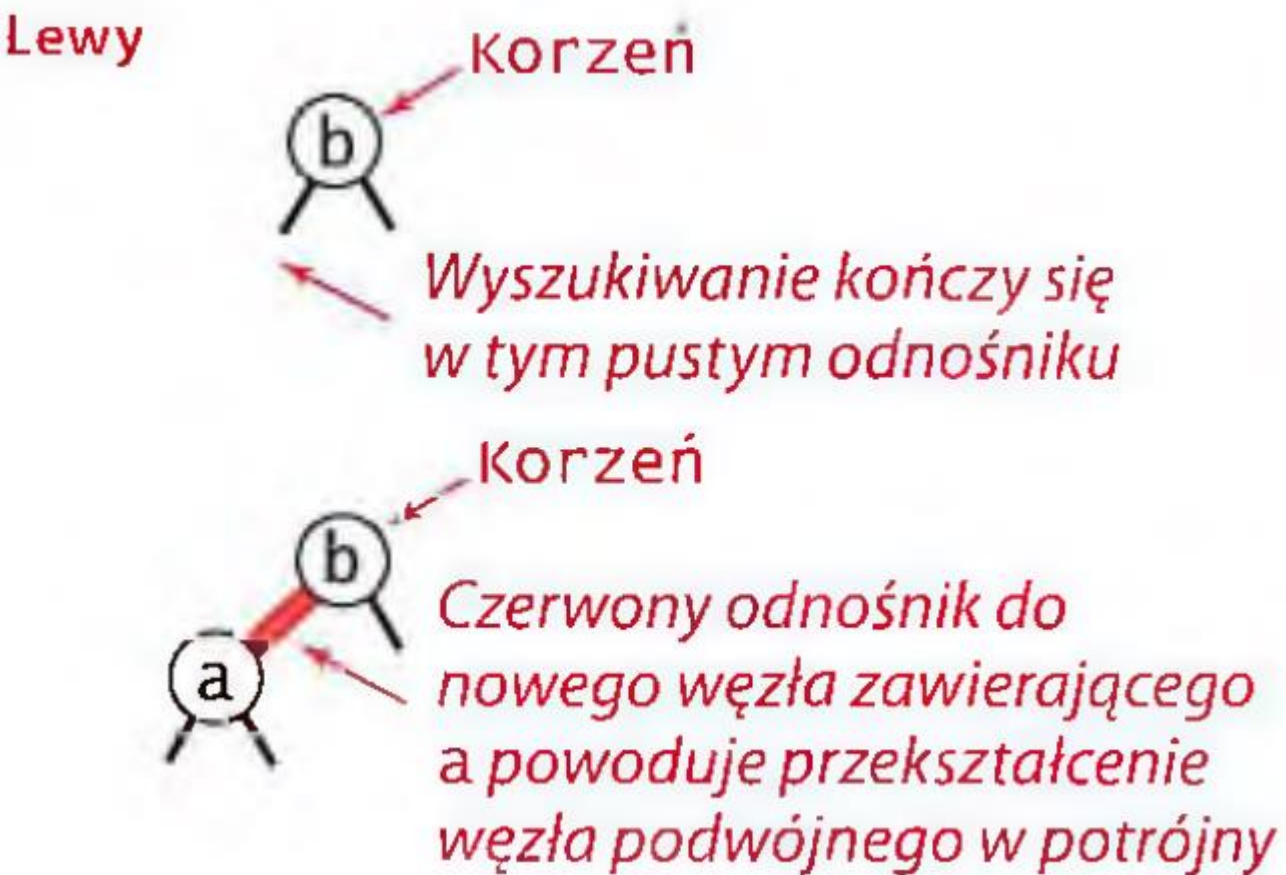 Lewy
Korzeń
b
Wyszukiwanie kończy się
w tym pustym odnośniku
Korzeń
b
Czerwony odnośnik do
a
nowego węzła zawierającego
a powoduje przekształcenie
węzła podwójnego w potrójny